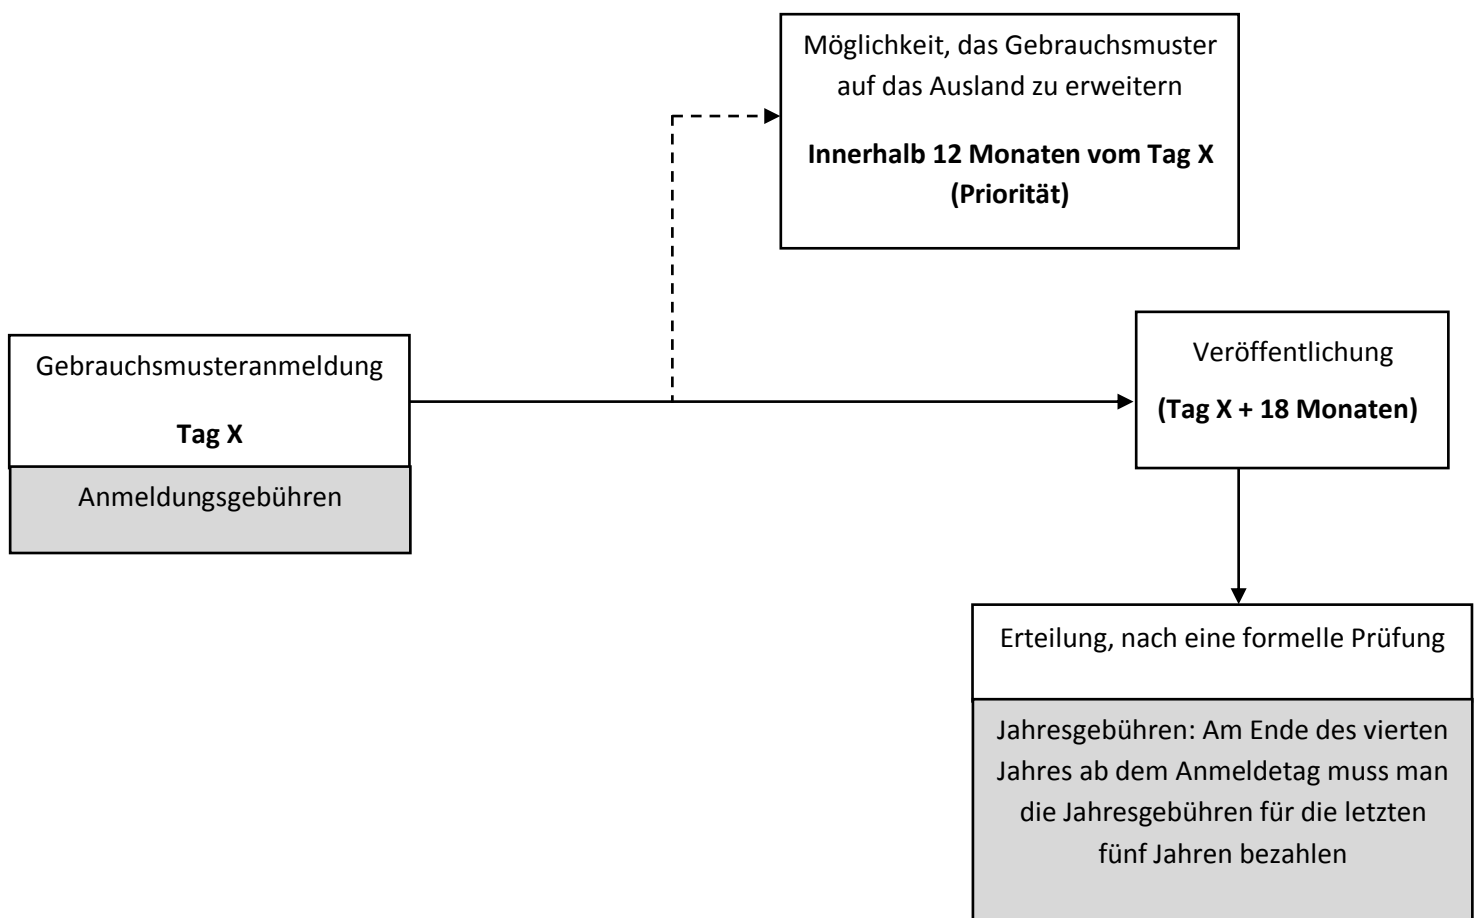 Möglichkeit, das Gebrauchsmuster
auf das Ausland zu erweitern
Innerhalb 12 Monaten vom Tag X
(Priorität)
Gebrauchsmusteranmeldung
Tag X
Anmeldungsgebühren
Veröffentlichung
(Tag X + 18 Monaten)
Erteilung, nach eine formelle Prüfung
Jahresgebühren: Am Ende des vierten
Jahres ab dem Anmeldetag muss man
die Jahresgebühren für die letzten
fünf Jahren bezahlen